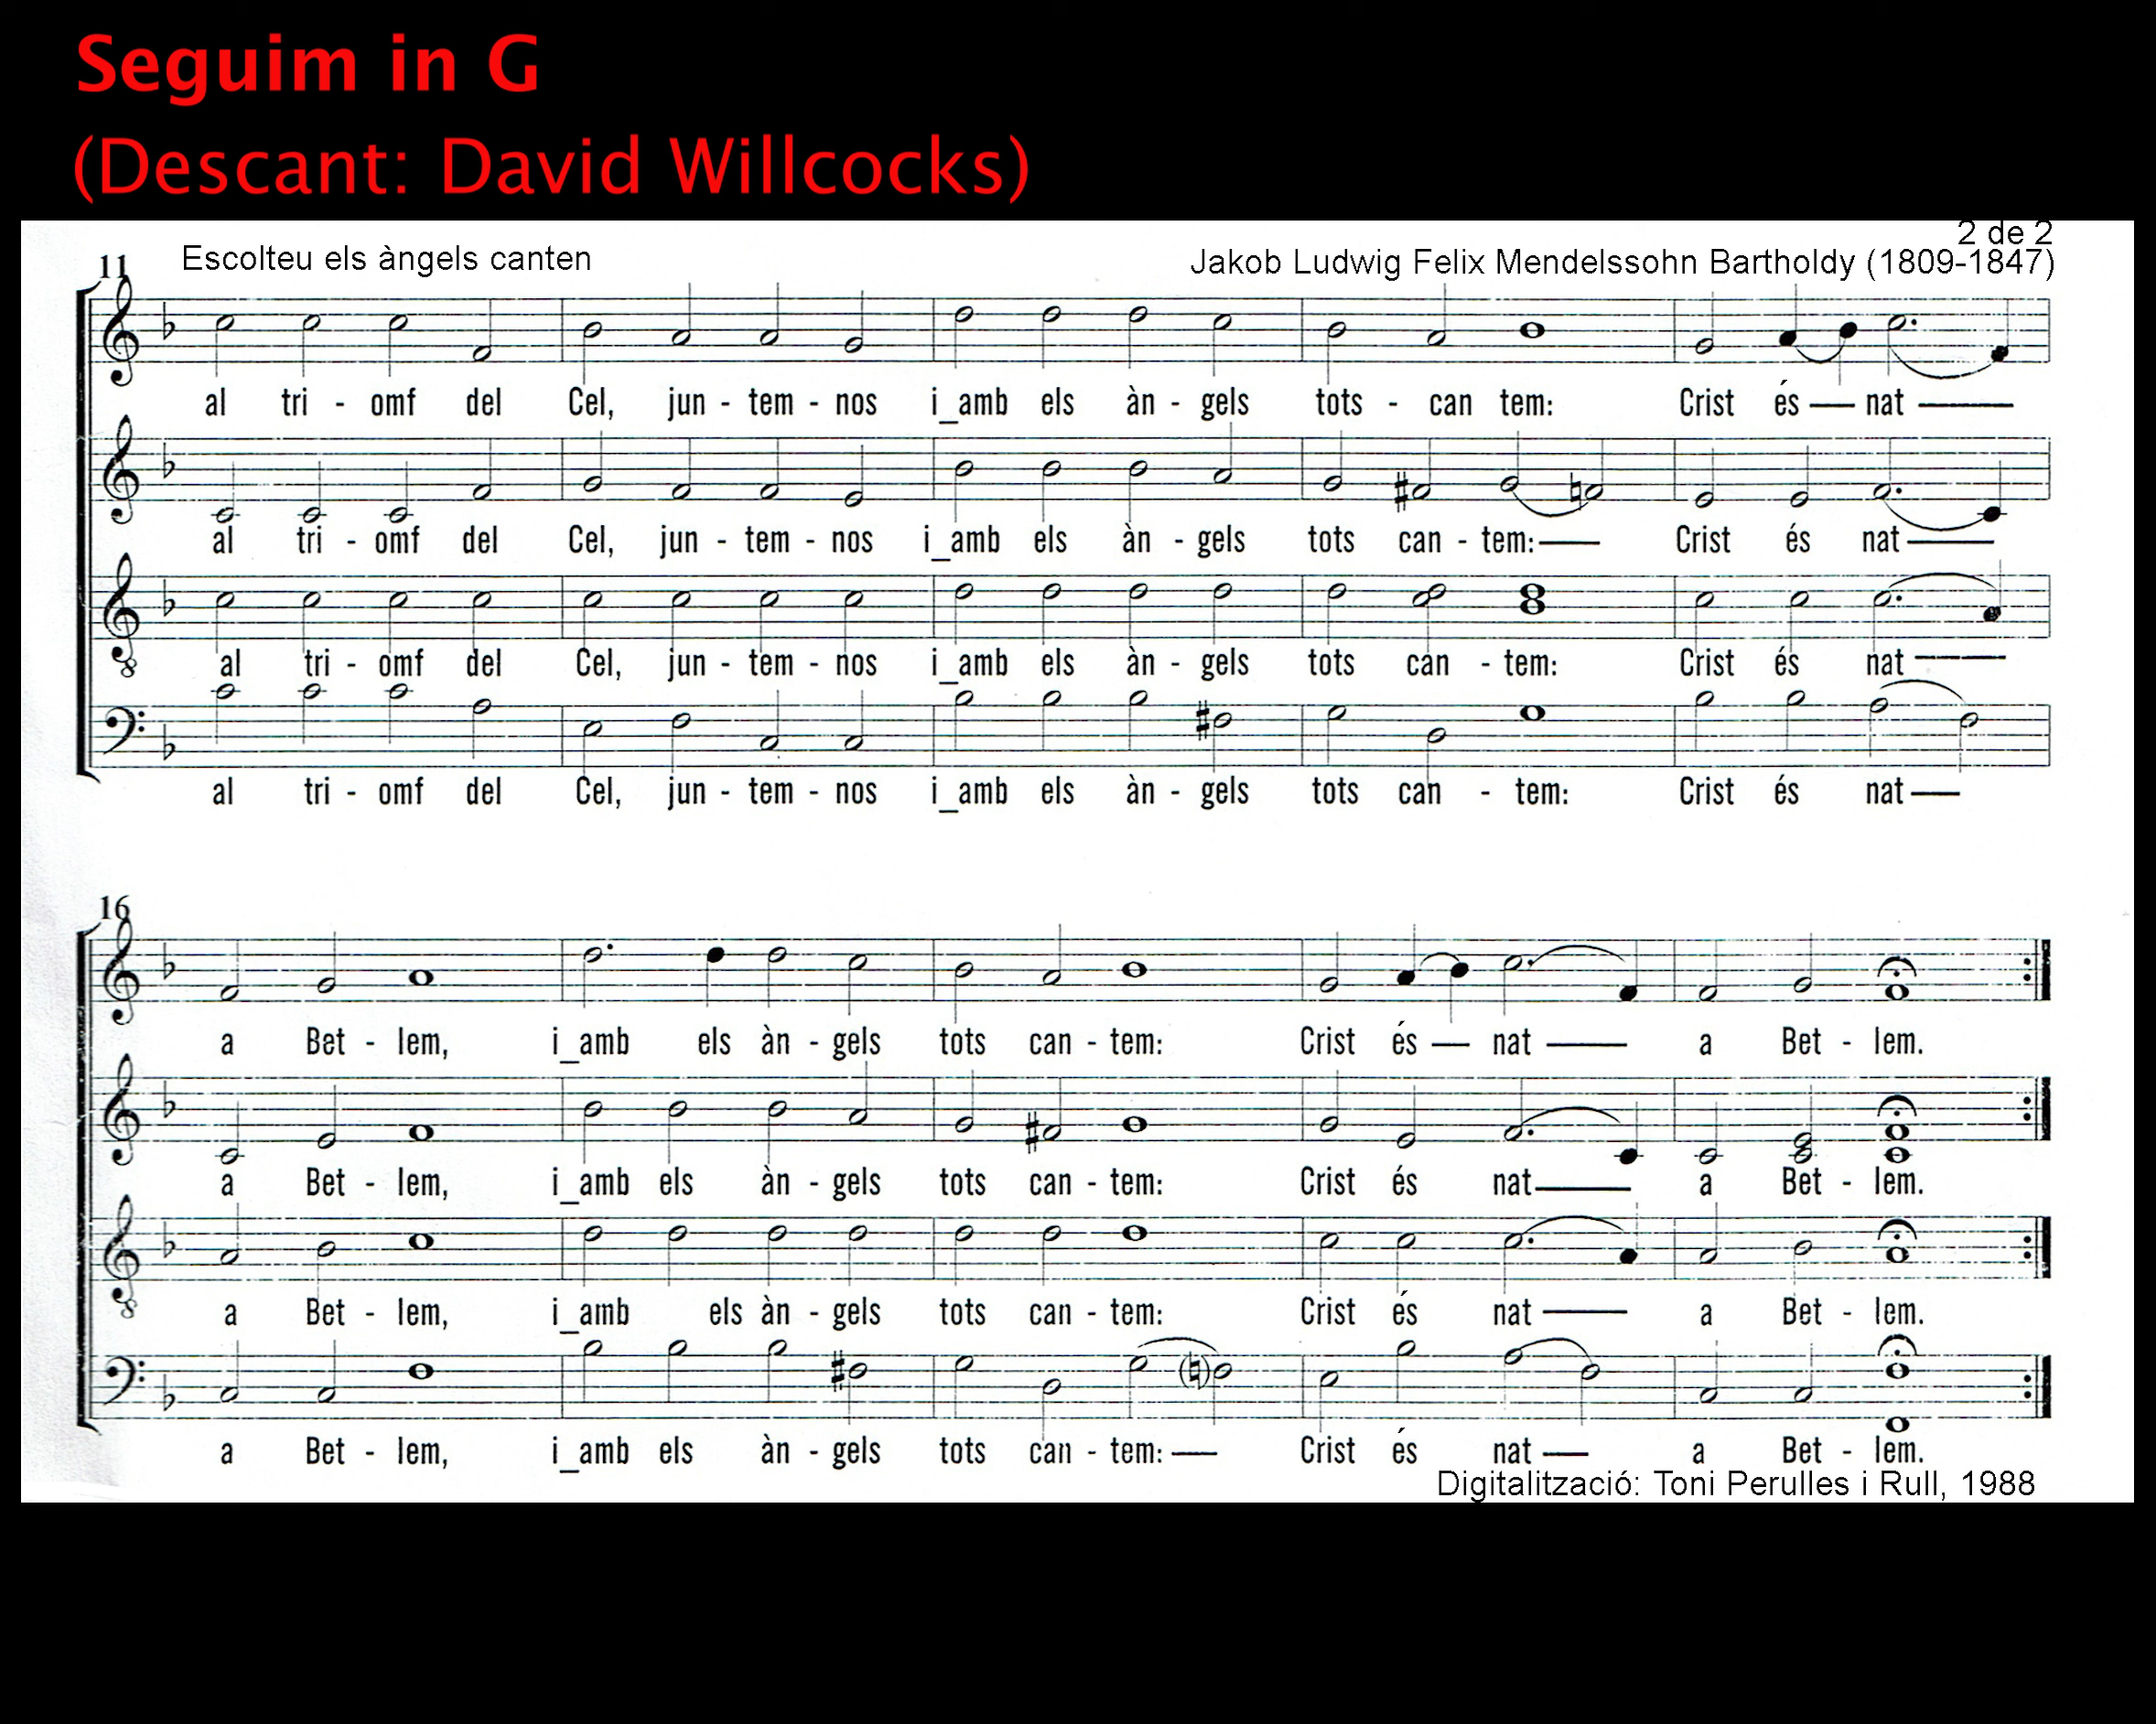 Seguim in G
(Descant: David Willcocks)
2 de 2
Escolteu els àngels canten
Jakob Ludwig Felix Mendelssohn Bartholdy (1809-1847)
11
al tri - omf del Cel, jun - tem - nos i_amb els àn - gels tots - can tem: Crist és — nat —
al tri - omf del Cel, jun - tem - nos i_amb els àn - gels tots can - tem: — Crist és nat —
8
al tri - omf del Cel, jun - tem - nos i_amb els àn - gels tots can - tem: Crist és nat —
al tri - omf del Cel, jun - tem - nos i_amb els àn - gels tots can - tem: Crist és nat —
16
a Bet - lem, i_amb els àn - gels tots can - tem: Crist és — nat — a Bet - lem.
a Bet - lem, i_amb els àn - gels tots can - tem: Crist és nat — a Bet - lem.
8
a Bet - lem, i_amb els àn - gels tots can - tem: Crist és nat — a Bet - lem.
a Bet - lem, i_amb els àn - gels tots can - tem: — Crist és nat — a Bet - lem.
Digitalització: Toni Perulles i Rull, 1988